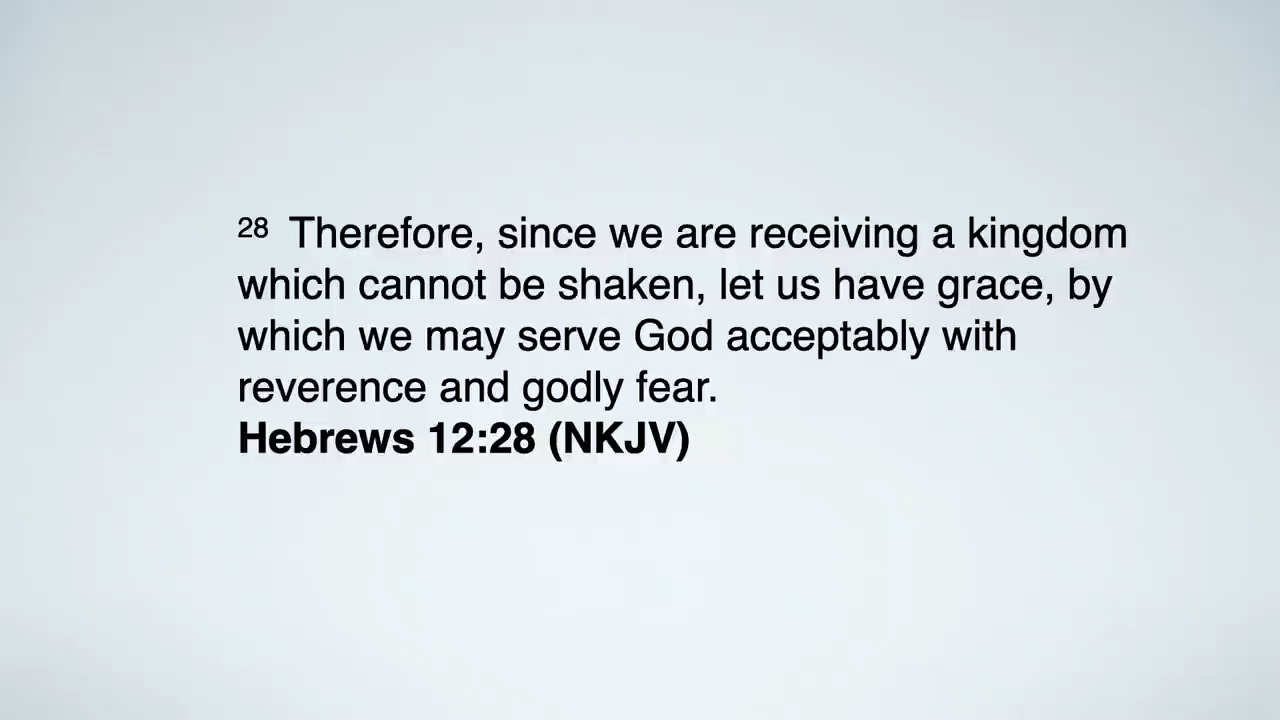 28 Therefore, since we are receiving a kingdom
which cannot be shaken, let us have grace, by
which we may serve God acceptably with
reverence and godly fear.
Hebrews 12:28 (NKJV)